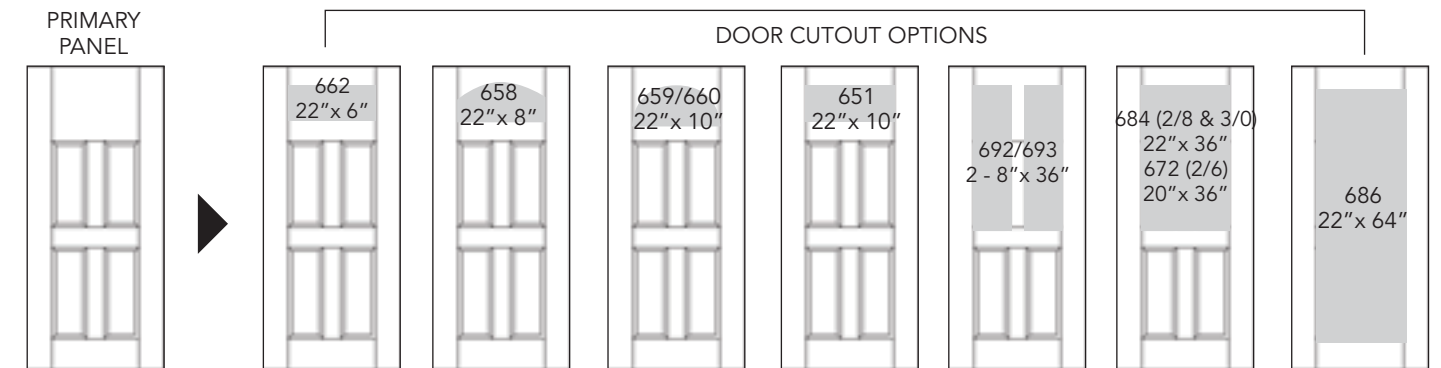 PRIMARY
PANEL
DOOR CUTOUT OPTIONS
662
22″x 6″
658
22″x 8″
659/660
22″x 10″
651
22″x 10″
692/693
2 - 8″x 36″
684 (2/8 & 3/0)
22″x 36″
672 (2/6)
20″x 36″
686
22″x 64″